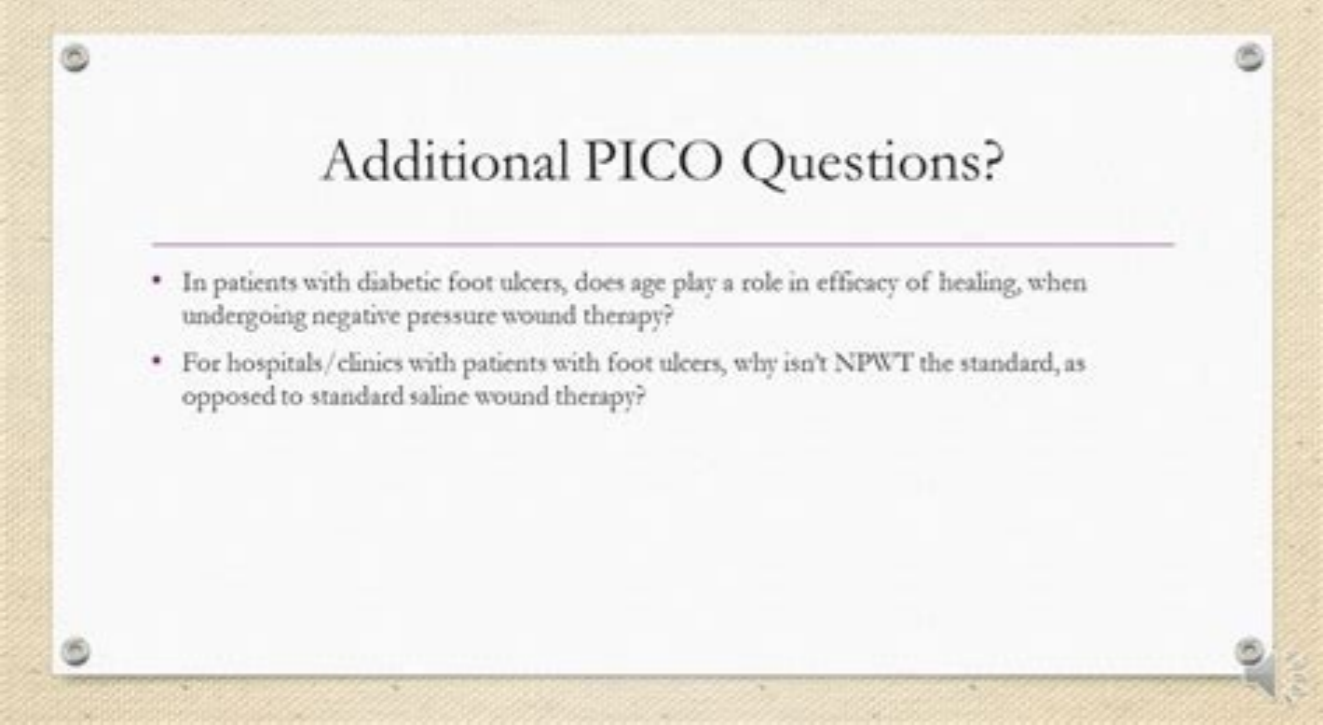 Additional PICO Questions?
• In patients with diabetic foot ulcers, does age play a role in efficacy of healing, when
undergoing negative pressure wound therapy?
• For hospitals/clinics with patients with foot ulcers, why isn't NPWT the standard, as
opposed to standard saline wound therapy?